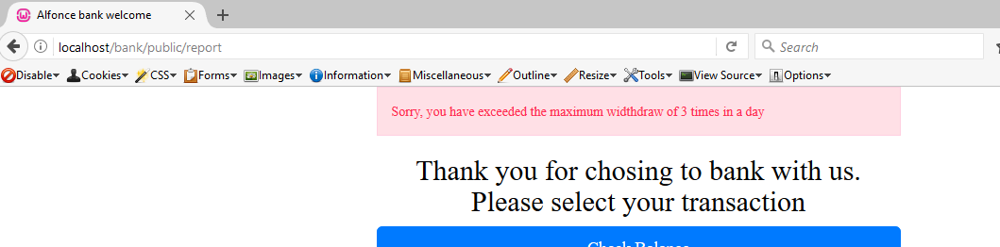 Alfonce bank welcome
localhost/bank/public/report
Search
Disable Cookies CSS Forms Images Information Miscellaneous Outline Resize Tools View Source Options
Sorry, you have exceeded the maximum widthdraw of 3 times in a day
Thank you for chosing to bank with us.
Please select your transaction
Check Balance